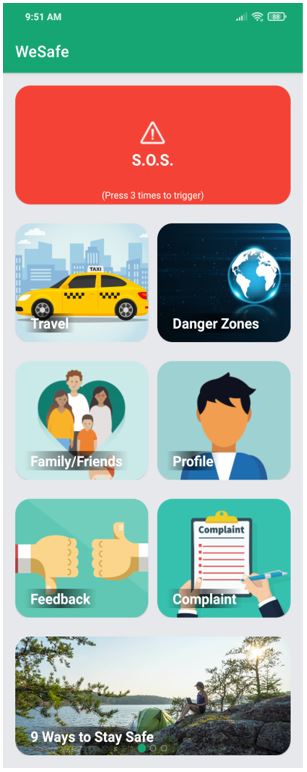 9:51 AM
88
WeSafe
S.O.S.
(Press 3 times to trigger)
TAXI
Travel
Danger Zones
Family/Friends
Profile
Complaint
Feedback
Complaint
9 Ways to Stay Safe